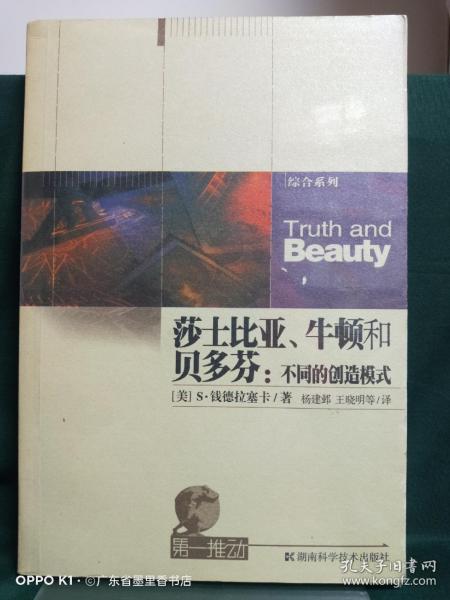 综合系列
Truth and
Beauty
莎士比亚、牛顿和
贝多芬：不同的创造模式
[美] S·钱德拉塞卡/著 杨建邺 王晓明等/译
第一推动
湖南科学技术出版社
OPPO K1 · ©广东省墨里香书店
孔夫子旧书网
www.kongfz.com